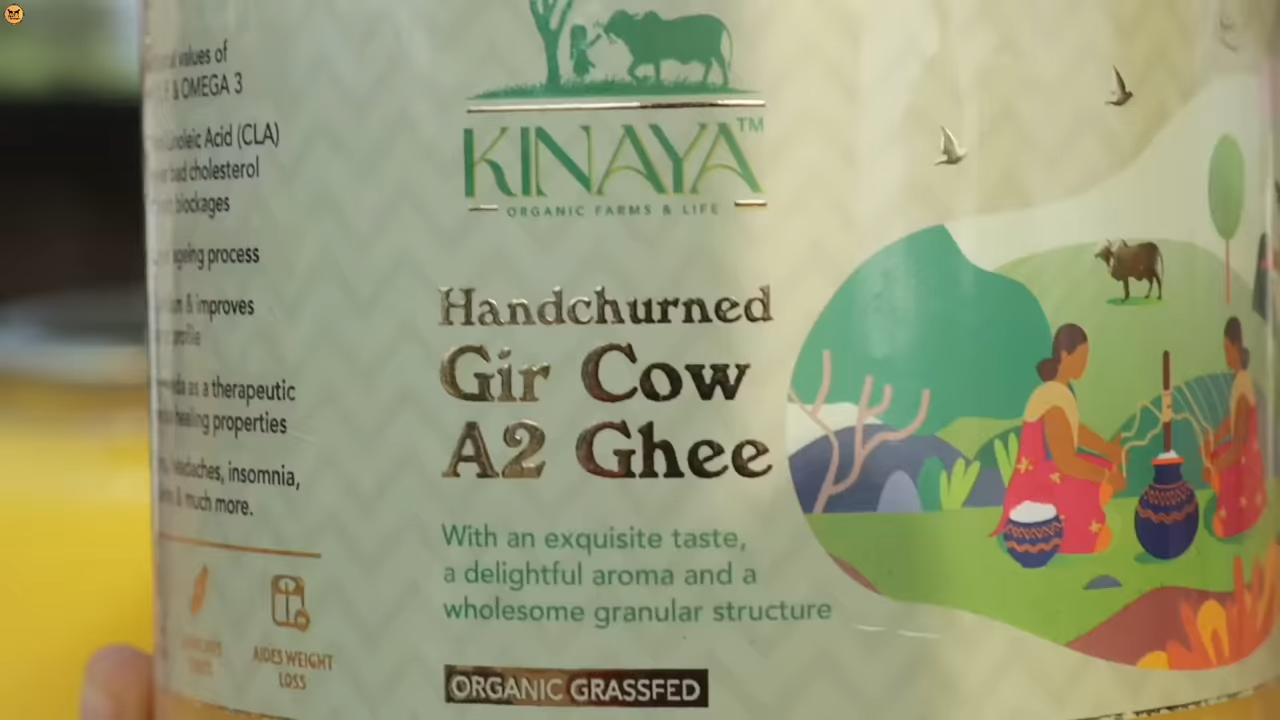 values of
& OMEGA 3
Linoleic Acid (CLA)
bad cholesterol
blockages
ageing process
& improves
profile
as a therapeutic
healing properties
headaches, insomnia,
& much more.
AIDES WEIGHT
LOSS
KINAYA™
ORGANIC FARMS & LIFE
Handchurned
Gir Cow
A2 Ghee
With an exquisite taste,
a delightful aroma and a
wholesome granular structure
ORGANIC GRASSFED